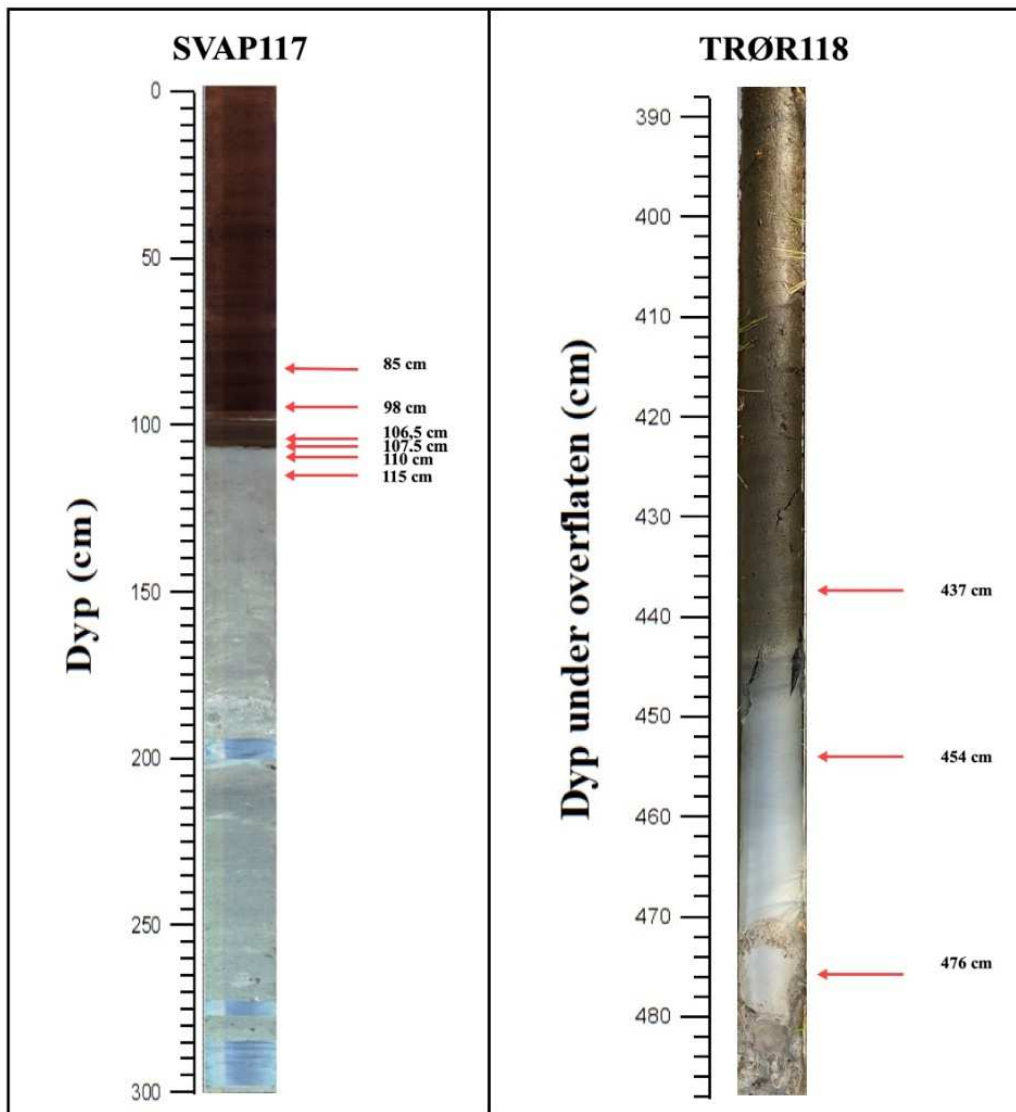 SVAP117
0
50
100
150
200
250
300
Dyp (cm)
85 cm
98 cm
106,5 cm
107.5 cm
110 cm
115 cm
TRØR118
390
400
410
420
430
440
450
460
470
480
Dyp under overflaten (cm)
437 cm
454 cm
476 cm